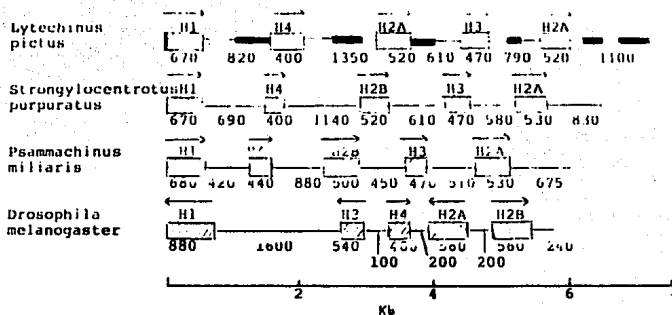 Lytechinus H1 H4 H2A H3 H2A
pictus
670 820 400 1350 520 610 470 790 520 1100
Strongylocentrotus H1 H4 H2B H3 H2A
purpuratus
670 690 400 1140 520 610 470 580 530 830
Psammachinus H1 H2B H3 H2A
miliaris
680 420 440 880 500 450 470 510 530 675
Drosophila H1 H3 H4 H2A H2B
melanogaster
880 1600 540 400 560 560 240
100 200 200
2 4 6
Kb